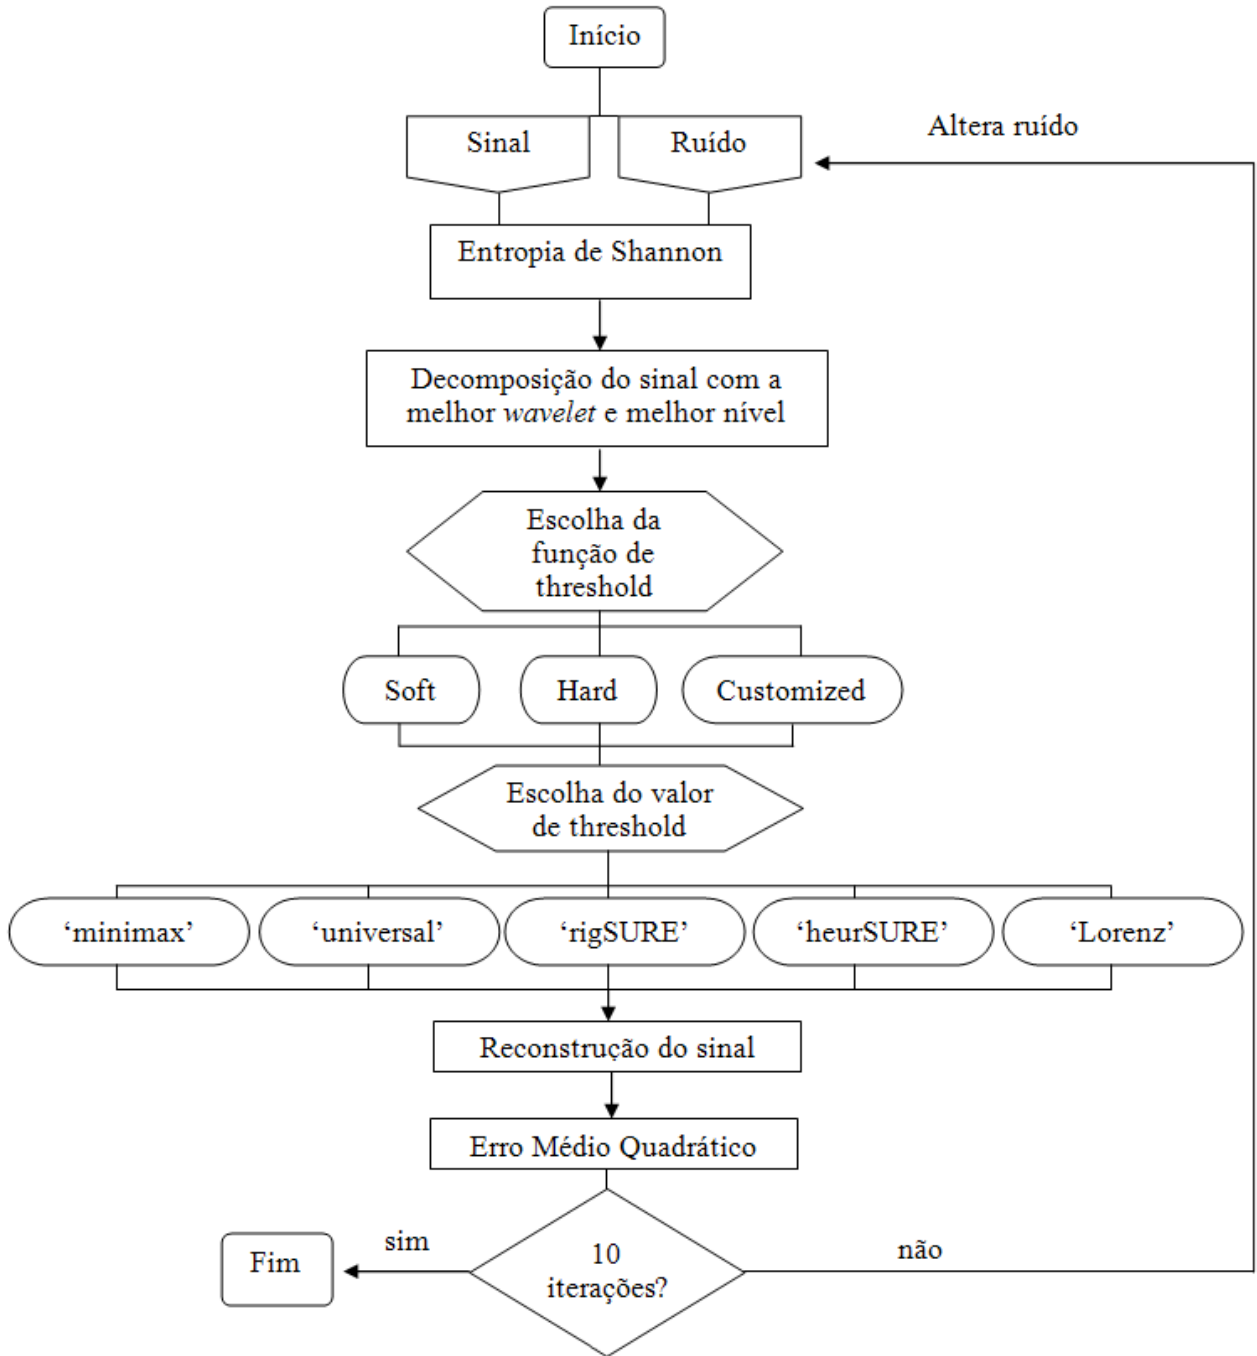 Início
Altera ruído
Sinal
Ruído
Entropia de Shannon
Decomposição do sinal com a
melhor wavelet e melhor nível
Escolha da
função de
threshold
Soft
Hard
Customized
Escolha do valor
de threshold
‘minimax’
‘universal’
‘rigSURE’
‘heurSURE’
‘Lorenz’
Reconstrução do sinal
Erro Médio Quadrático
10
iterações?
sim
não
Fim